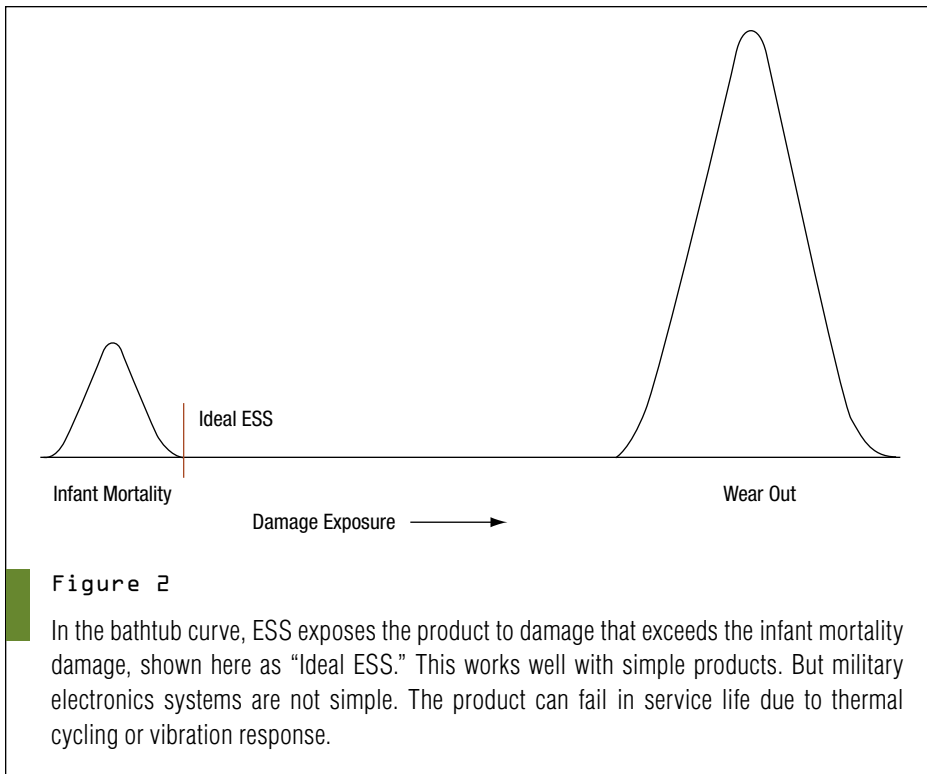 Ideal ESS
Infant Mortality
Wear Out
Damage Exposure
Figure 2
In the bathtub curve, ESS exposes the product to damage that exceeds the infant mortality
damage, shown here as “Ideal ESS.” This works well with simple products. But military
electronics systems are not simple. The product can fail in service life due to thermal
cycling or vibration response.